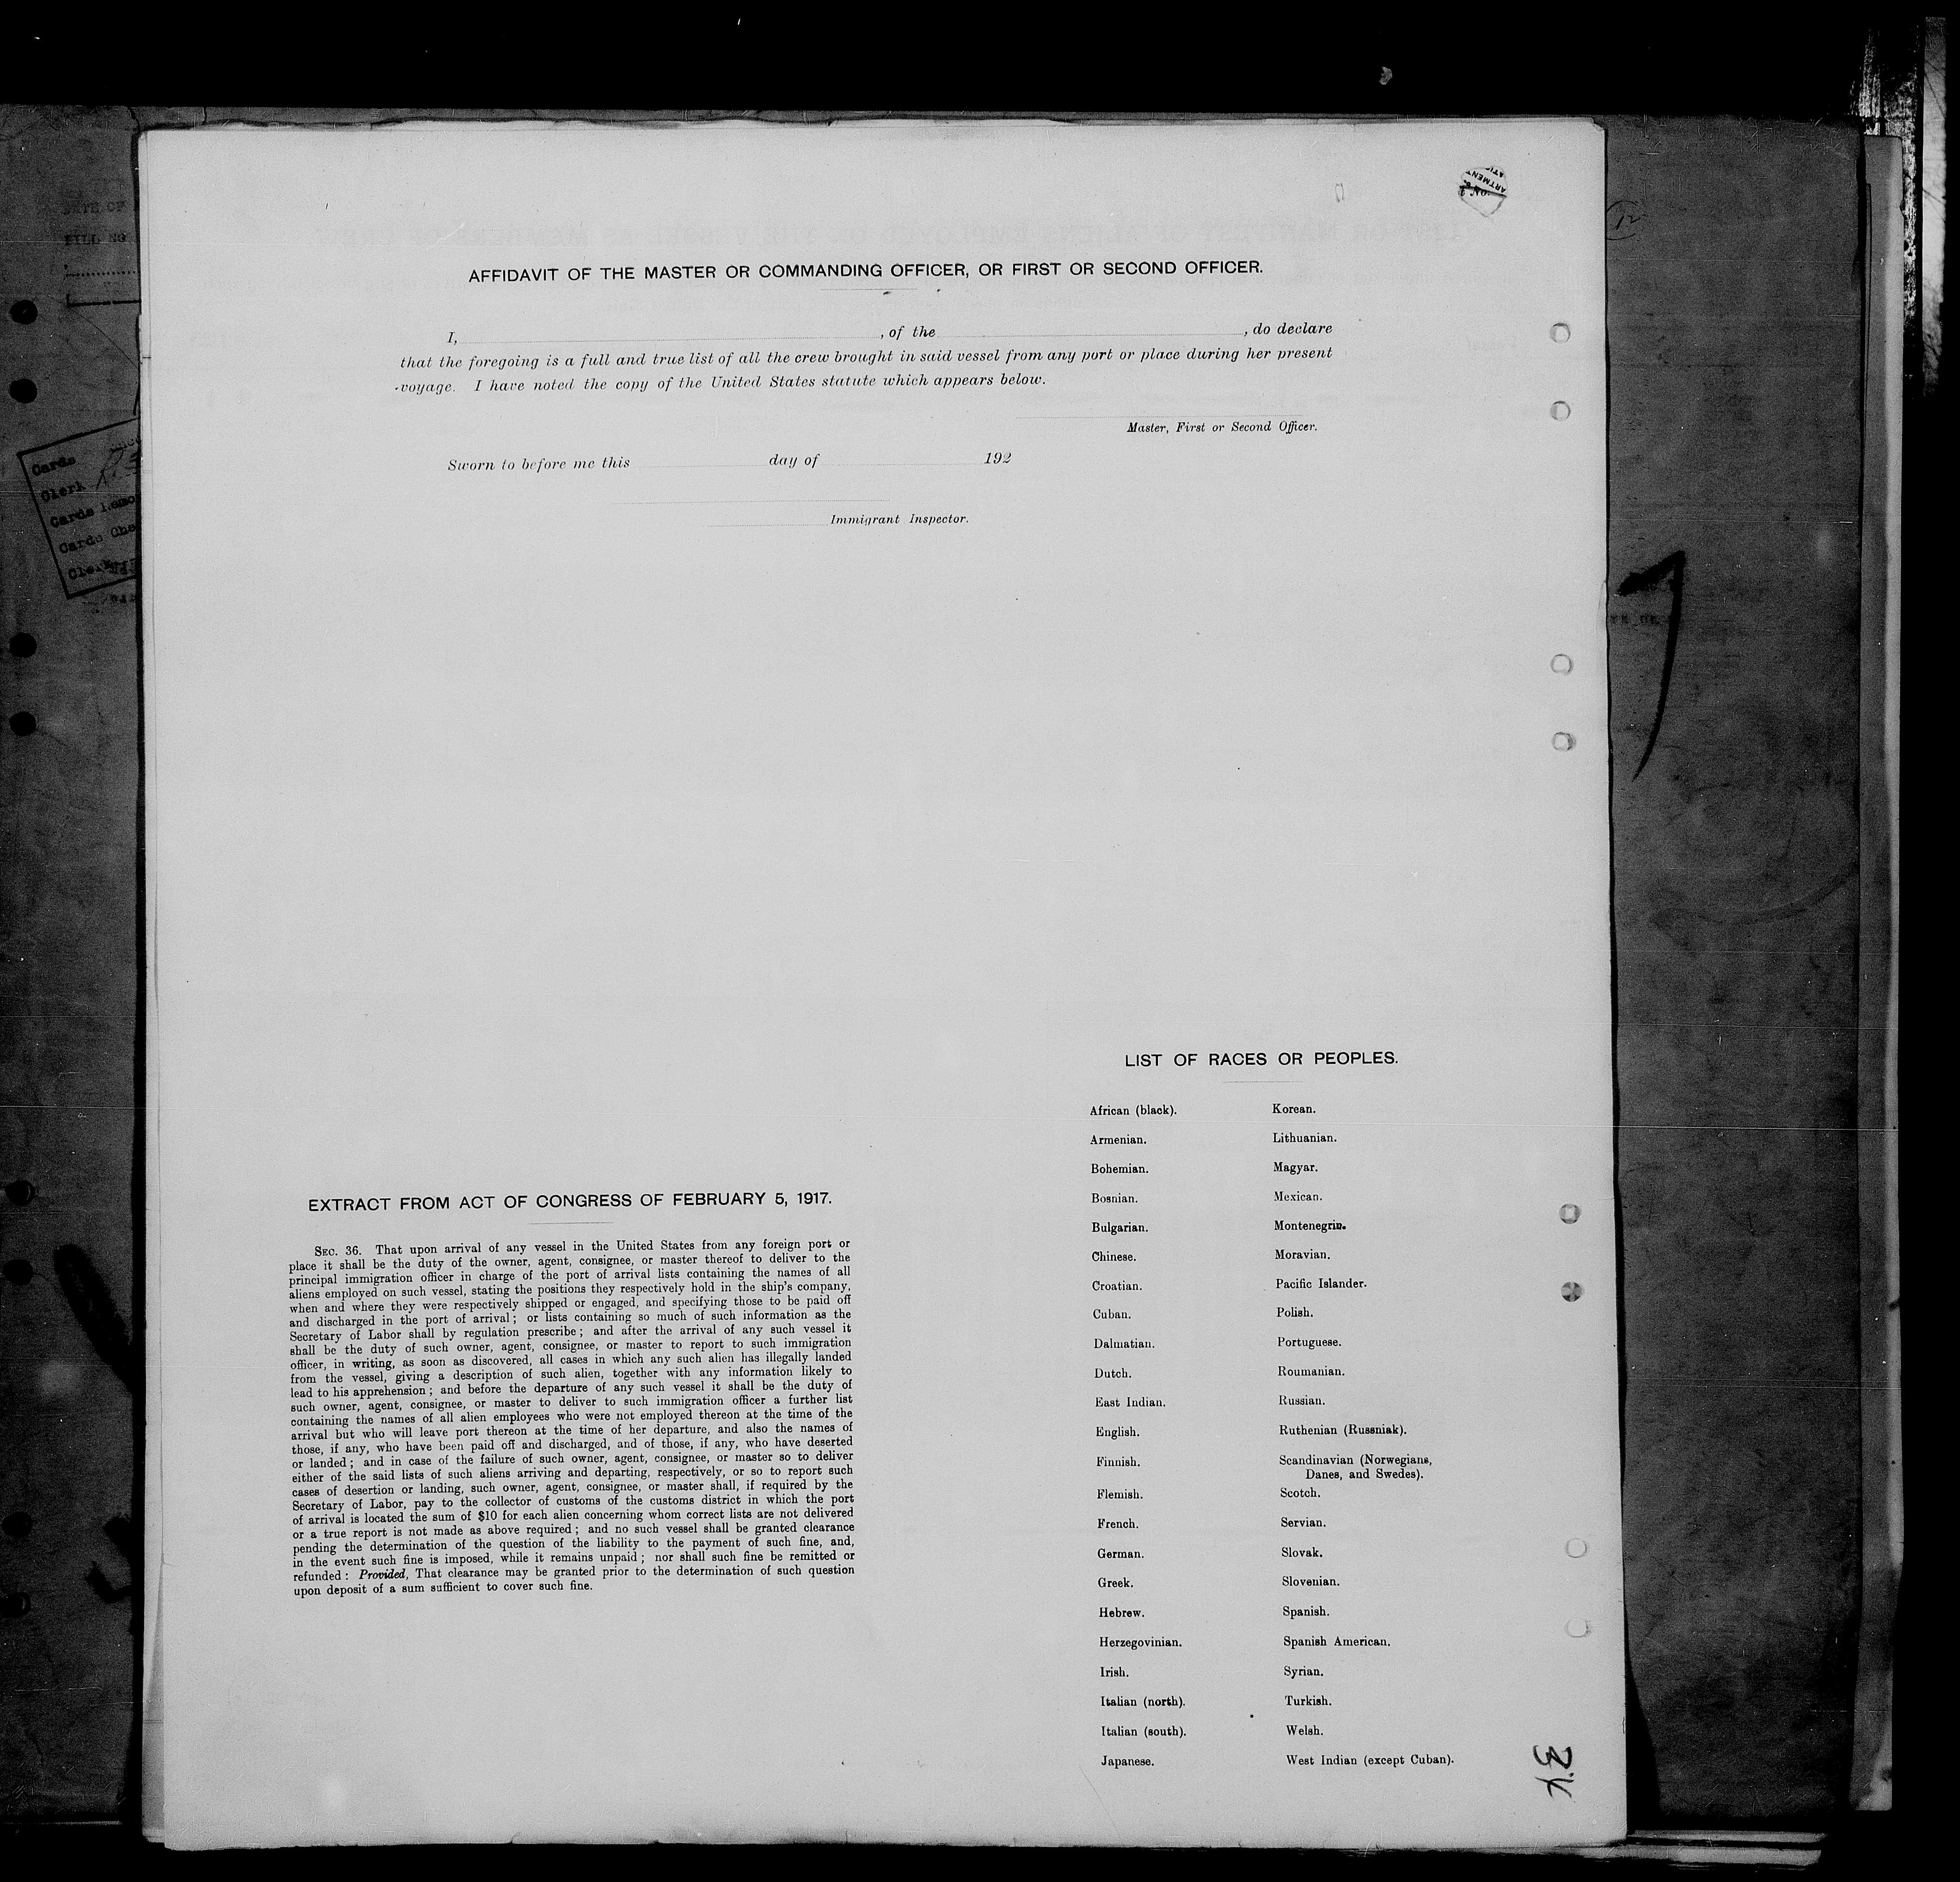 AFFIDAVIT OF THE MASTER OR COMMANDING OFFICER, OR FIRST OR SECOND OFFICER.
I, , of the , do declare
that the foregoing is a full and true list of all the crew brought in said vessel from any port or place during her present
voyage. I have noted the copy of the United States statute which appears below.
Master, First or Second Officer.
Sworn to before me this day of 192
Immigrant Inspector.
EXTRACT FROM ACT OF CONGRESS OF FEBRUARY 5, 1917.
SEC. 36. That upon arrival of any vessel in the United States from any foreign port or
place it shall be the duty of the owner, agent, consignee, or master thereof to deliver to the
principal immigration officer in charge of the port of arrival lists containing the names of all
aliens employed on such vessel, stating the positions they respectively hold in the ship's company,
when and where they were respectively shipped or engaged, and specifying those to be paid off
and discharged in the port of arrival; or lists containing so much of such information as the
Secretary of Labor shall by regulation prescribe; and after the arrival of any such vessel it
shall be the duty of such owner, agent, consignee, or master to report to such immigration
officer, in writing, as soon as discovered, all cases in which any such alien has illegally landed
from the vessel, giving a description of such alien, together with any information likely to
lead to his apprehension; and before the departure of any such vessel it shall be the duty of
such owner, agent, consignee, or master to deliver to such immigration officer a further list
containing the names of all alien employees who were not employed thereon at the time of the
arrival but who will leave port thereon at the time of her departure, and also the names of
those, if any, who have been paid off and discharged, and of those, if any, who have deserted
or landed; and in case of the failure of such owner, agent, consignee, or master so to deliver
either of the said lists of such aliens arriving and departing, respectively, or so to report such
cases of desertion or landing, such owner, agent, consignee, or master shall, if required by the
Secretary of Labor, pay to the collector of customs of the customs district in which the port
of arrival is located the sum of $10 for each alien concerning whom correct lists are not delivered
or a true report is not made as above required; and no such vessel shall be granted clearance
pending the determination of the question of the liability to the payment of such fine, and,
in the event such fine is imposed, while it remains unpaid; nor shall such fine be remitted or
refunded: Provided, That clearance may be granted prior to the determination of such question
upon deposit of a sum sufficient to cover such fine.
LIST OF RACES OR PEOPLES.
African (black).
Armenian.
Bohemian.
Bosnian.
Bulgarian.
Chinese.
Croatian.
Cuban.
Dalmatian.
Dutch.
East Indian.
English.
Finnish.
Flemish.
French.
German.
Greek.
Hebrew.
Herzegovinian.
Irish.
Italian (north).
Italian (south).
Japanese.
Korean.
Lithuanian.
Magyar.
Mexican.
Montenegrin.
Moravian.
Pacific Islander.
Polish.
Portuguese.
Roumanian.
Russian.
Ruthenian (Russniak).
Scandinavian (Norwegians,
Danes, and Swedes).
Scotch.
Servian.
Slovak.
Slovenian.
Spanish.
Spanish American.
Syrian.
Turkish.
Welsh.
West Indian (except Cuban).
Cards
Clerk
Cards
Cards
12